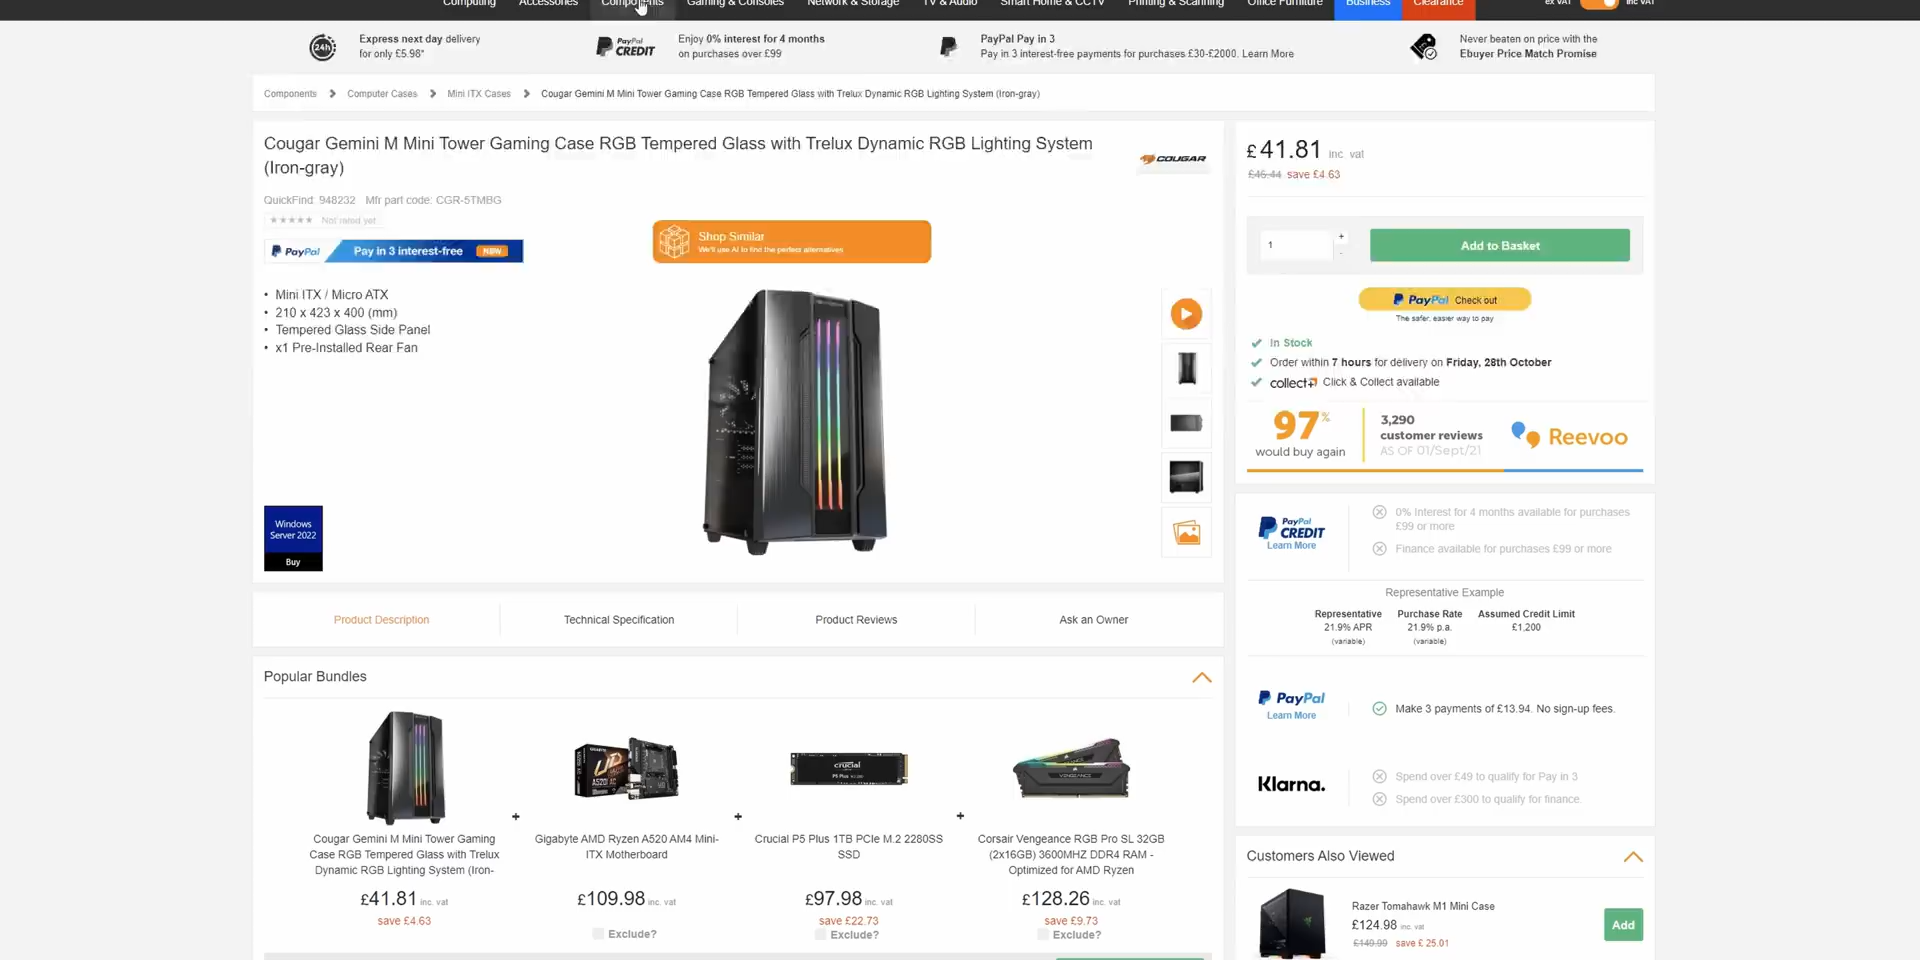 Computing Accessories Components Gaming & Consoles Network & Storage TV & Audio Smart Home & CCTV Printing & Scanning Office Furniture Business Clearance ex VAT inc VAT
24h
Express next day delivery
for only £5.98*
PayPal
CREDIT
Enjoy 0% interest for 4 months
on purchases over £99
PayPal Pay in 3
Pay in 3 interest-free payments for purchases £30-£2000. Learn More
Never beaten on price with the
Ebuyer Price Match Promise
Components Computer Cases Mini ITX Cases Cougar Gemini M Mini Tower Gaming Case RGB Tempered Glass with Trelux Dynamic RGB Lighting System (Iron-gray)
Cougar Gemini M Mini Tower Gaming Case RGB Tempered Glass with Trelux Dynamic RGB Lighting System
(Iron-gray)
COUGAR
QuickFind: 948232 Mfr part code: CGR-5TMBG
Not rated yet
PayPal Pay in 3 interest-free NEW
Shop Similar
We'll use AI to find the perfect alternatives
• Mini ITX / Micro ATX
• 210 x 423 x 400 (mm)
• Tempered Glass Side Panel
• x1 Pre-Installed Rear Fan
Windows
Server 2022
Buy
£41.81 inc. vat
£46.44 save £4.63
1
+
-
Add to Basket
PayPal Check out
The safer, easier way to pay
In Stock
Order within 7 hours for delivery on Friday, 28th October
collect+ Click & Collect available
97%
would buy again
3,290
customer reviews
AS OF 01/Sept/21
Reevoo
PayPal
CREDIT
Learn More
0% Interest for 4 months available for purchases
£99 or more
Finance available for purchases £99 or more
Representative Example
Representative Purchase Rate Assumed Credit Limit
21.9% APR 21.9% p.a. £1,200
(variable) (variable)
PayPal
Learn More
Make 3 payments of £13.94. No sign-up fees.
Klarna.
Spend over £49 to qualify for Pay in 3
Spend over £300 to qualify for finance
Product Description Technical Specification Product Reviews Ask an Owner
Popular Bundles
Cougar Gemini M Mini Tower Gaming
Case RGB Tempered Glass with Trelux
Dynamic RGB Lighting System (Iron-
£41.81 inc. vat
save £4.63
+
GIGABYTE
UD
A520I AC
Gigabyte AMD Ryzen A520 AM4 Mini-
ITX Motherboard
£109.98 inc. vat
Exclude?
+
crucial
P5 Plus
Crucial P5 Plus 1TB PCIe M.2 2280SS
SSD
£97.98 inc. vat
save £22.73
Exclude?
+
VENGEANCE
Corsair Vengeance RGB Pro SL 32GB
(2x16GB) 3600MHZ DDR4 RAM -
Optimized for AMD Ryzen
£128.26 inc. vat
save £9.73
Exclude?
Customers Also Viewed
Razer Tomahawk M1 Mini Case
£124.98 inc. vat
£149.99 save £ 25.01
Add